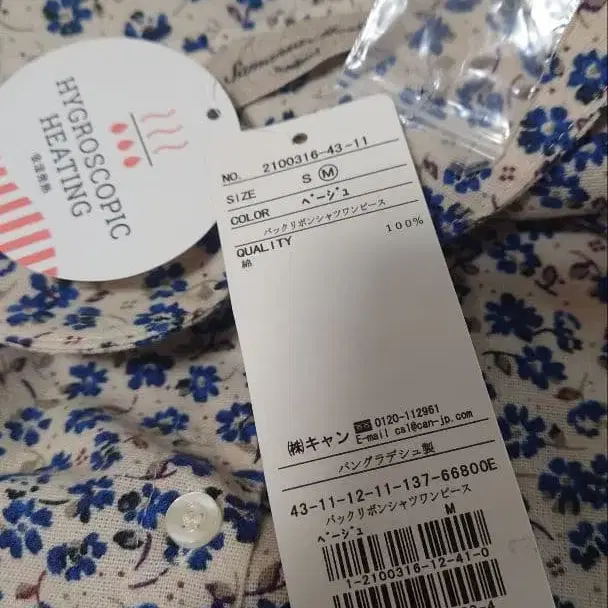 HYGROSCOPIC
HEATING
吸湿発熱
NO. 2100316-43-11
SIZE S Ⓜ
COLOR ベージュ
バックリボンシャツワンピース
QUALITY
綿 100%
㈱キャン 0120-112961
E-mail cal@can-jp.com
バングラデシュ製
43-11-12-11-137-66800E
バックリボンシャツワンピース
ベージュ M
1-2100316-12-41-0